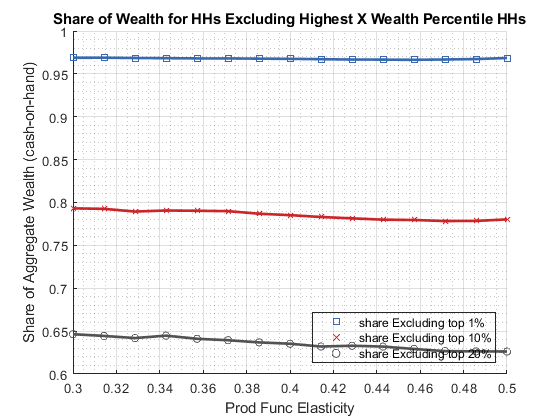 Share of Wealth for HHs Excluding Highest X Wealth Percentile HHs
Share of Aggregate Wealth (cash-on-hand)
1
0.95
0.9
0.85
0.8
0.75
0.7
0.65
0.6
share Excluding top 1%
share Excluding top 10%
share Excluding top 20%
0.3 0.32 0.34 0.36 0.38 0.4 0.42 0.44 0.46 0.48 0.5
Prod Func Elasticity